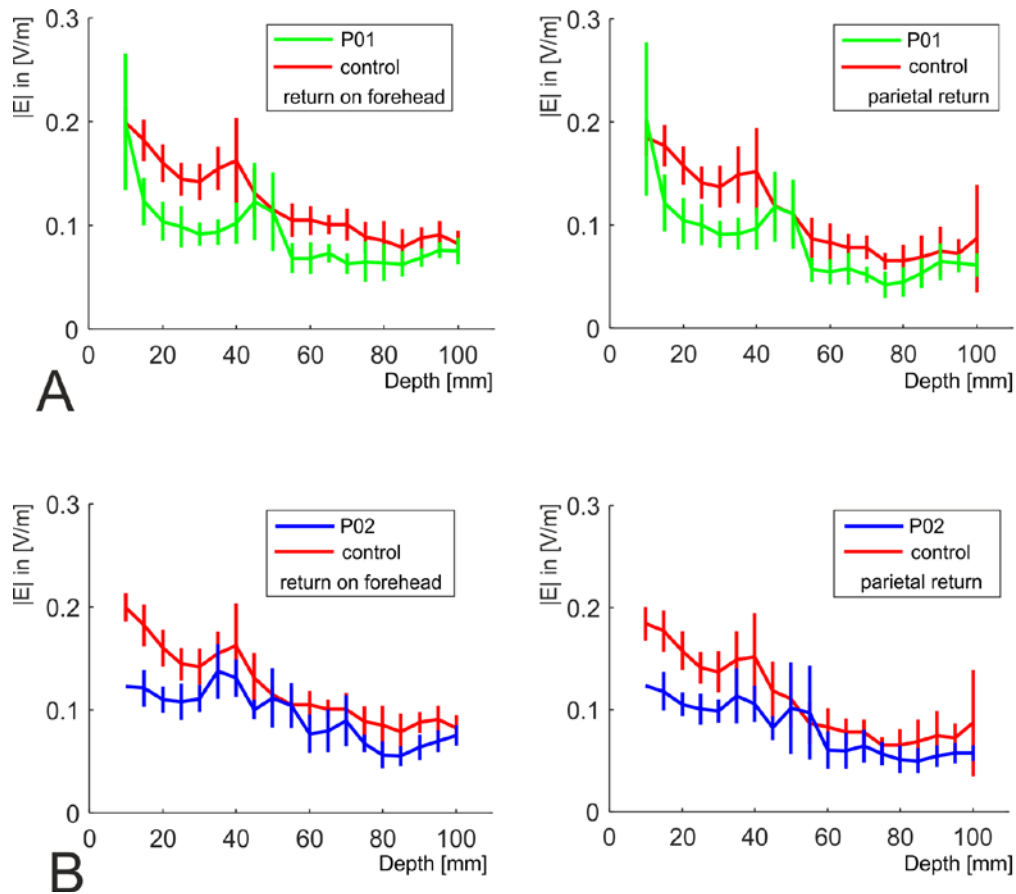 0.3
0.2
0.1
0
|E| in [V/m]
P01
control
return on forehead
0 20 40 60 80 100
Depth [mm]
0.3
0.2
0.1
0
|E| in [V/m]
P01
control
parietal return
0 20 40 60 80 100
Depth [mm]
A
0.3
0.2
0.1
0
|E| in [V/m]
P02
control
return on forehead
0 20 40 60 80 100
Depth [mm]
0.3
0.2
0.1
0
|E| in [V/m]
P02
control
parietal return
0 20 40 60 80 100
Depth [mm]
B